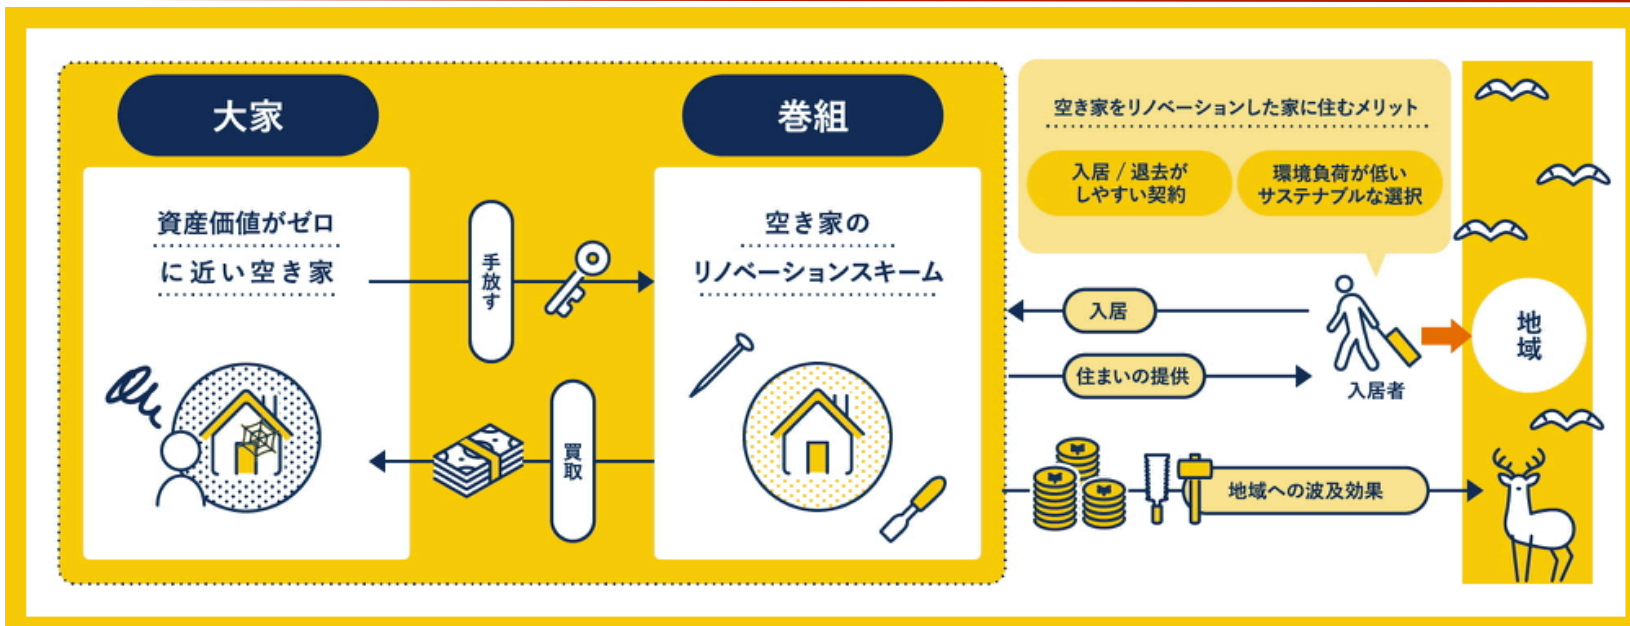 大家
資産価値がゼロ
に近い空き家
手放す
買取
巻組
空き家の
リノベーションスキーム
空き家をリノベーションした家に住むメリット
入居 / 退去が
しやすい契約
環境負荷が低い
サステナブルな選択
入居
住まいの提供
入居者
地域への波及効果
地域